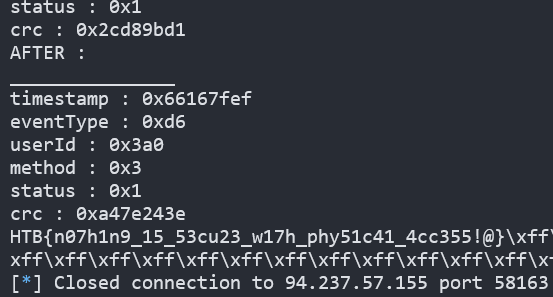 status : 0x1
crc : 0x2cd89bd1
AFTER :
_______________
timestamp : 0x66167fef
eventType : 0xd6
userId : 0x3a0
method : 0x3
status : 0x1
crc : 0xa47e243e
HTB{n07h1n9_15_53cu23_w17h_phy51c41_4cc355!@}\xff\
xff\xff\xff\xff\xff\xff\xff\xff\xff\xff\xff\xff\x
[*] Closed connection to 94.237.57.155 port 58163